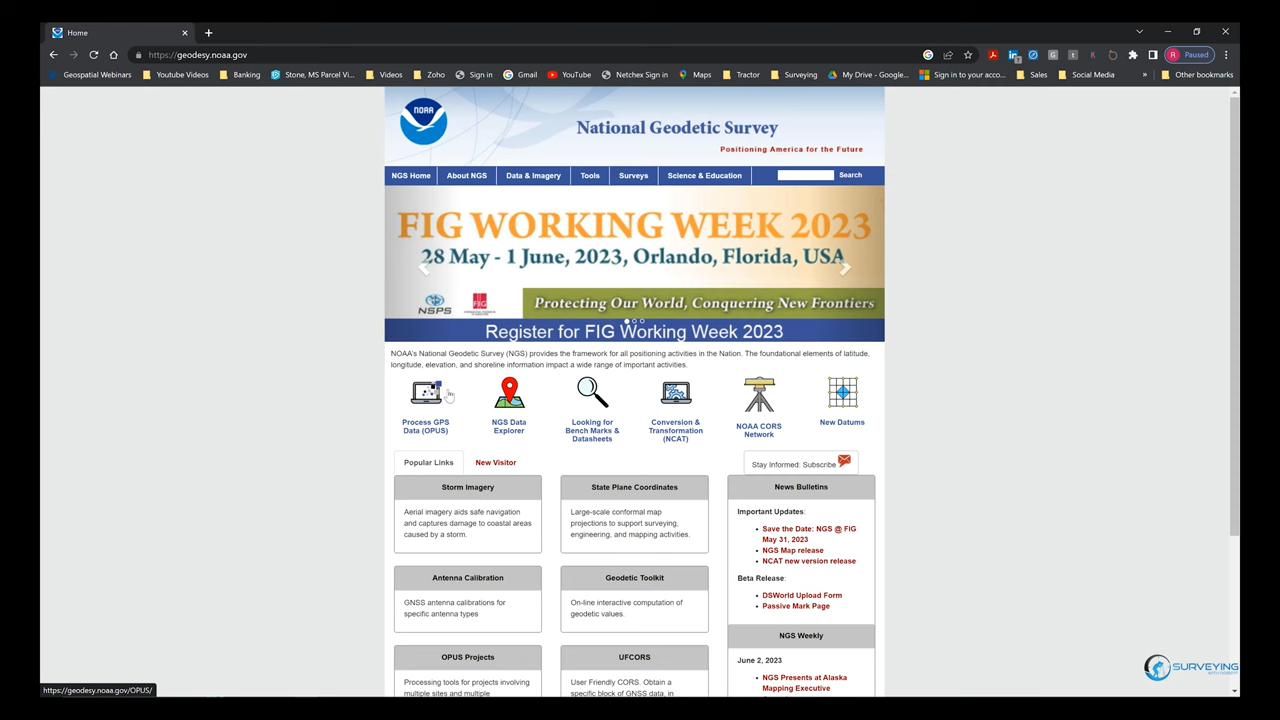 Home
https://geodesy.noaa.gov
Paused
Geospatial Webinars Youtube Videos Banking Stone, MS Parcel Vi... Videos Zoho Sign in Gmail YouTube Netchex Sign in Maps Tractor Surveying My Drive - Google... Sign in to your acco... Sales Social Media » Other bookmarks
NOAA
National Geodetic Survey
Positioning America for the Future
NGS Home About NGS Data & Imagery Tools Surveys Science & Education Search
FIG WORKING WEEK 2023
28 May - 1 June, 2023, Orlando, Florida, USA
NSPS FIG Protecting Our World, Conquering New Frontiers
Register for FIG Working Week 2023
NOAA's National Geodetic Survey (NGS) provides the framework for all positioning activities in the Nation. The foundational elements of latitude,
longitude, elevation, and shoreline information impact a wide range of important activities.
Process GPS
Data (OPUS)
NGS Data
Explorer
Looking for
Bench Marks &
Datasheets
Conversion &
Transformation
(NCAT)
NOAA CORS
Network
New Datums
Popular Links New Visitor
Stay Informed: Subscribe
Storm Imagery
Aerial imagery aids safe navigation
and captures damage to coastal areas
caused by a storm.
State Plane Coordinates
Large-scale conformal map
projections to support surveying,
engineering, and mapping activities.
Antenna Calibration
GNSS antenna calibrations for
specific antenna types
Geodetic Toolkit
On-line interactive computation of
geodetic values.
OPUS Projects
Processing tools for projects involving
multiple sites and multiple
UFCORS
User Friendly CORS. Obtain a
specific block of GNSS data, in
News Bulletins
Important Updates:
Save the Date: NGS @ FIG
May 31, 2023
NGS Map release
NCAT new version release
Beta Release:
DSWorld Upload Form
Passive Mark Page
NGS Weekly
June 2, 2023
NGS Presents at Alaska
Mapping Executive
https://geodesy.noaa.gov/OPUS/
SURVEYING
WITH ROBERT